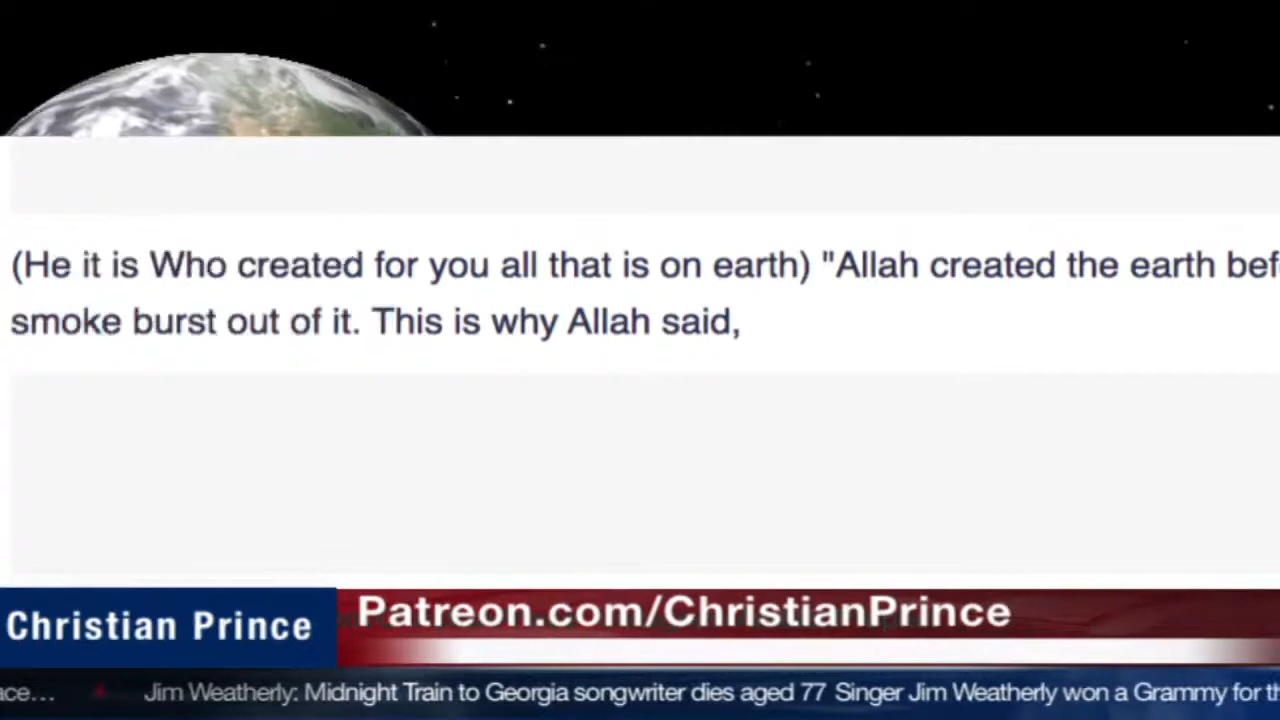 (He it is Who created for you all that is on earth) "Allah created the earth
smoke burst out of it. This is why Allah said,
Christian Prince
Patreon.com/ChristianPrince
Jim Weatherly: Midnight Train to Georgia songwriter dies aged 77 Singer Jim Weatherly won a Grammy for